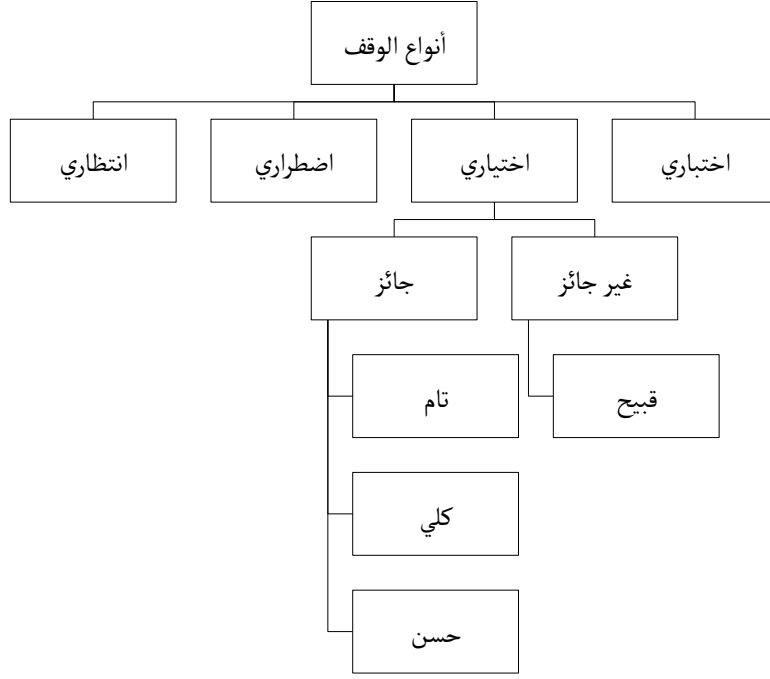 أنواع الوقف
اختباري
اختياري
اضطراري
انتظاري
غير جائز
جائز
قبيح
تام
كلي
حسن